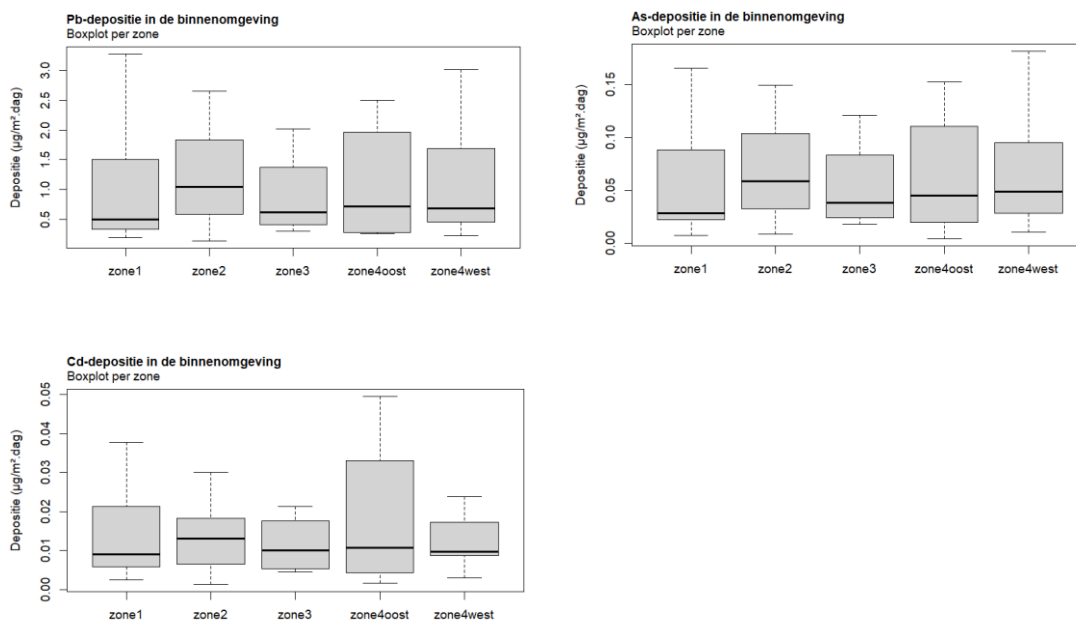 Pb-depositie in de binnenomgeving
Boxplot per zone
Depositie (µg/m².dag)
3.0
2.5
2.0
1.5
1.0
0.5
zone1 zone2 zone3 zone4oost zone4west
As-depositie in de binnenomgeving
Boxplot per zone
Depositie (µg/m².dag)
0.15
0.10
0.05
0.00
zone1 zone2 zone3 zone4oost zone4west
Cd-depositie in de binnenomgeving
Boxplot per zone
Depositie (µg/m².dag)
0.05
0.04
0.03
0.02
0.01
0.00
zone1 zone2 zone3 zone4oost zone4west